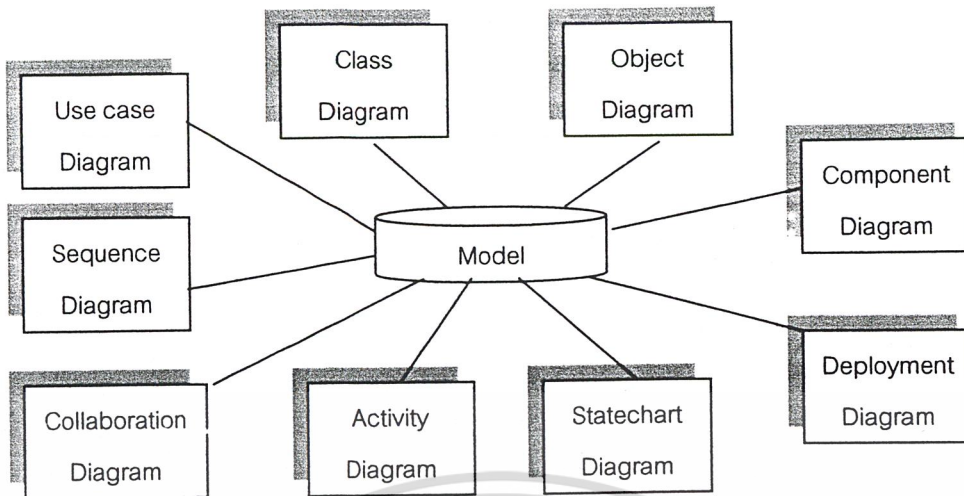 Class
Diagram
Object
Diagram
Use case
Diagram
Component
Diagram
Sequence
Diagram
Model
Deployment
Diagram
Collaboration
Diagram
Activity
Diagram
Statechart
Diagram